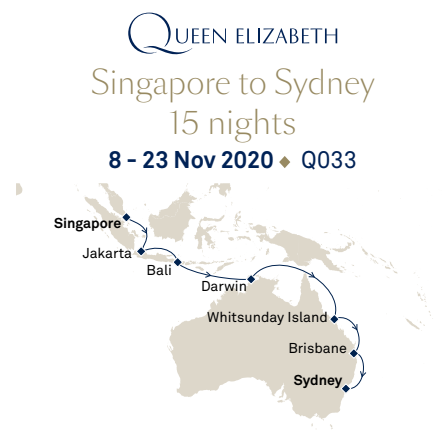 QUEEN ELIZABETH
Singapore to Sydney
15 nights
8 - 23 Nov 2020 ◆ Q033
Singapore
Jakarta
Bali
Darwin
Whitsunday Island
Brisbane
Sydney